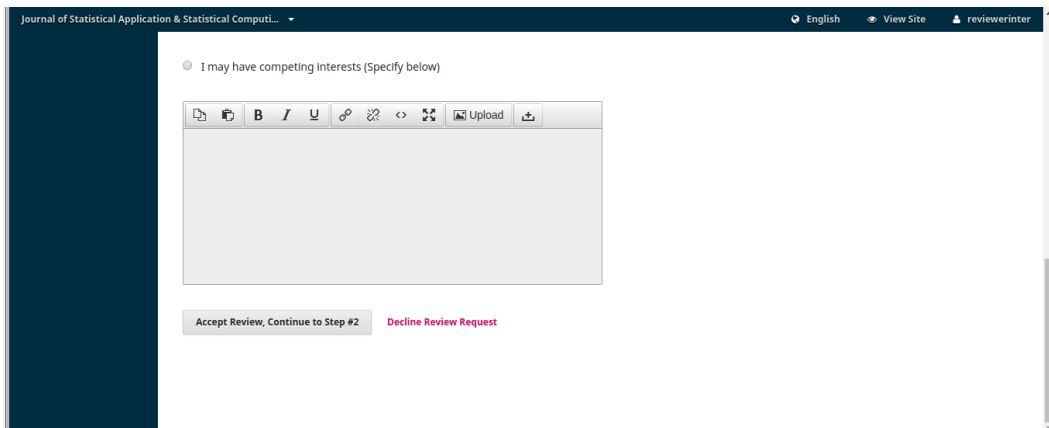 Journal of Statistical Application & Statistical Computi... English View Site reviewerinter
I may have competing interests (Specify below)
B I U Upload
Accept Review, Continue to Step #2 Decline Review Request